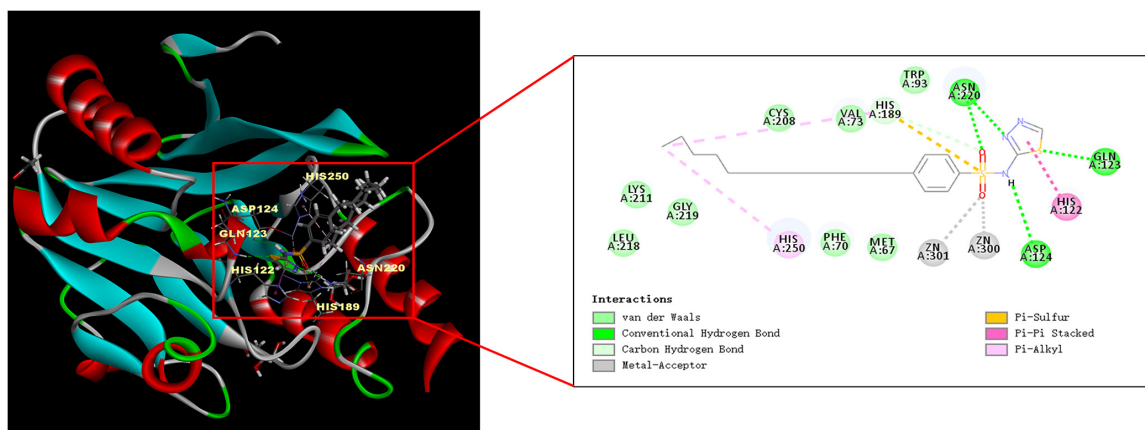 HIS250
ASP124
GLN123
HIS122
ASN220
HIS189
TRP
A:93
ASN
A:220
CYS
A:208
VAL
A:73
HIS
A:189
N
N
S
GLN
A:123
O
S
NH
O
HIS
A:122
LYS
A:211
GLY
A:219
LEU
A:218
HIS
A:250
PHE
A:70
MET
A:67
ZN
A:301
ZN
A:300
ASP
A:124
Interactions
van der Waals
Conventional Hydrogen Bond
Carbon Hydrogen Bond
Metal-Acceptor
Pi-Sulfur
Pi-Pi Stacked
Pi-Alkyl